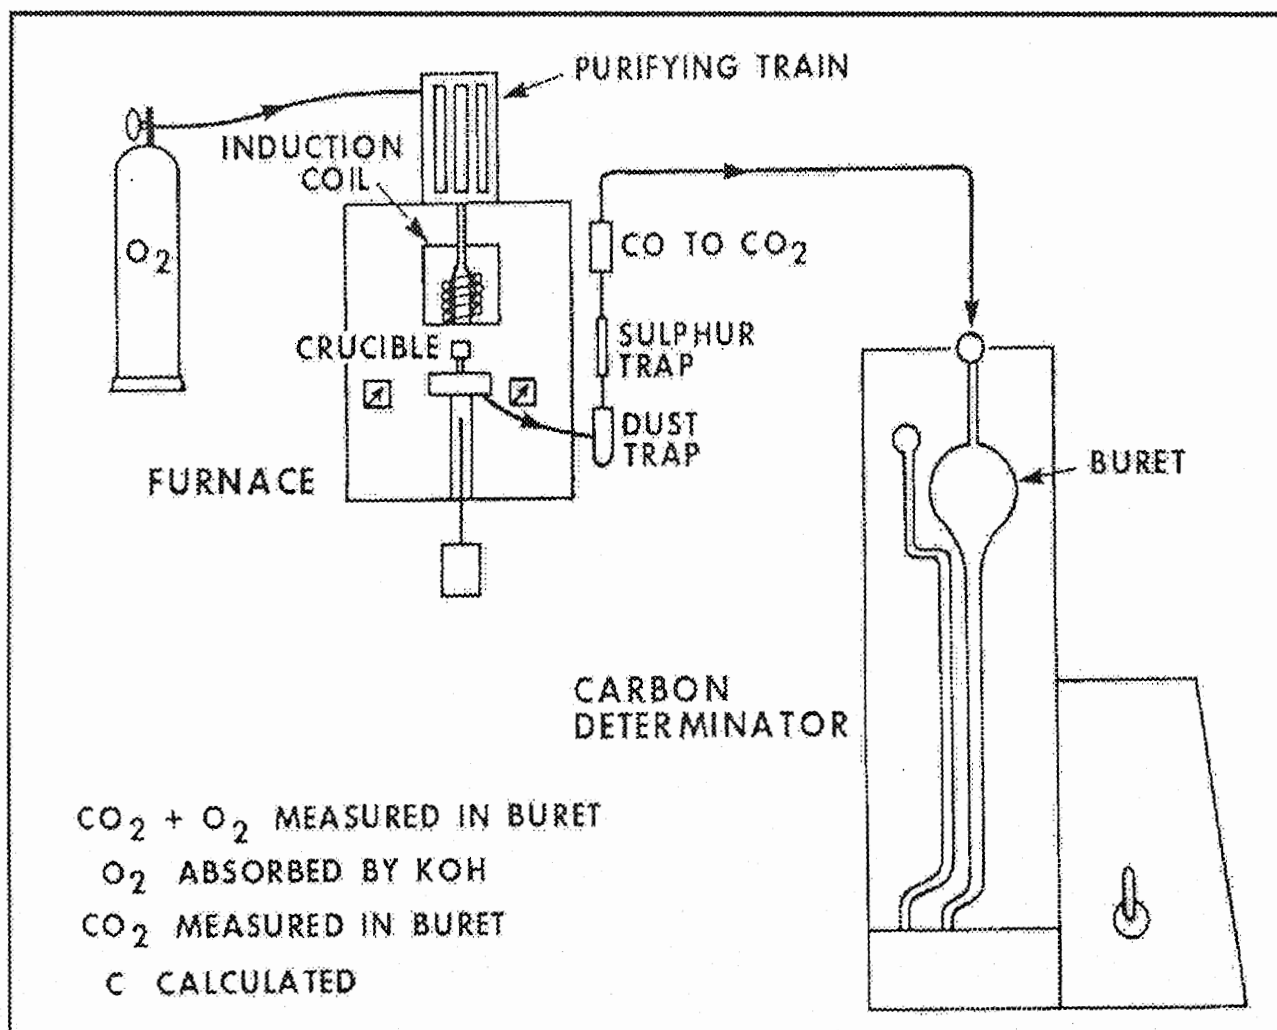 PURIFYING TRAIN
INDUCTION
COIL
O2
CO TO CO2
CRUCIBLE
SULPHUR
TRAP
DUST
TRAP
FURNACE
BURET
CARBON
DETERMINATOR
CO2 + O2 MEASURED IN BURET
O2 ABSORBED BY KOH
CO2 MEASURED IN BURET
C CALCULATED